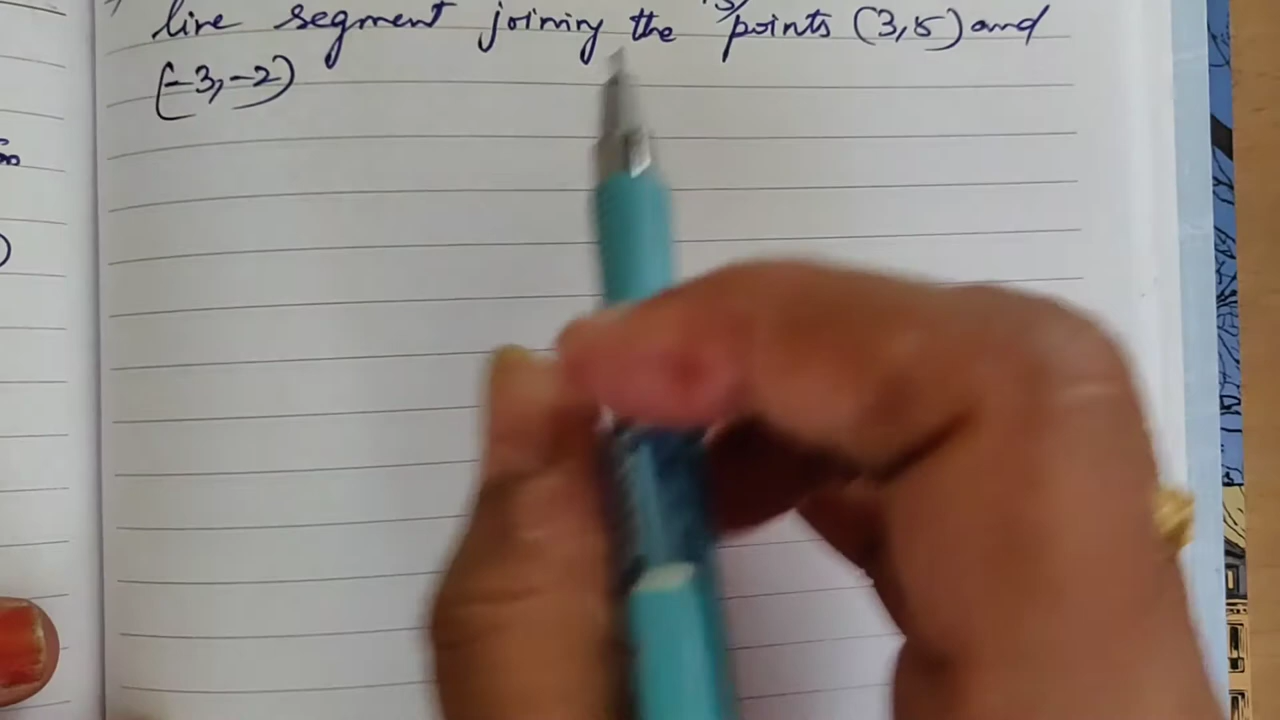 line segment joining the points (3,5) and
(-3,-2)